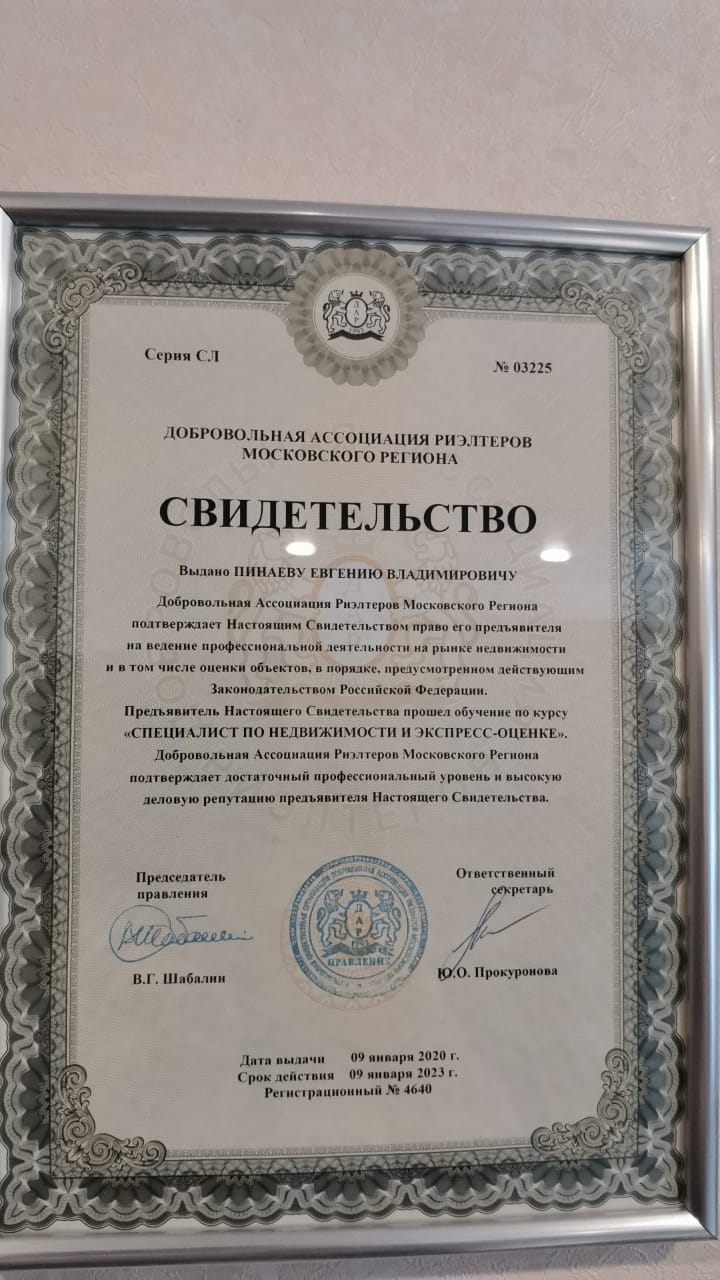 ДАР
Серия СЛ
№ 03225
ДОБРОВОЛЬНАЯ АССОЦИАЦИЯ РИЭЛТЕРОВ
МОСКОВСКОГО РЕГИОНА
СВИДЕТЕЛЬСТВО
Выдано ПИНАЕВУ ЕВГЕНИЮ ВЛАДИМИРОВИЧУ
Добровольная Ассоциация Риэлтеров Московского Региона
подтверждает Настоящим Свидетельством право его предъявителя
на ведение профессиональной деятельности на рынке недвижимости
и в том числе оценки объектов, в порядке, предусмотренном действующим
Законодательством Российской Федерации.
Предъявитель Настоящего Свидетельства прошел обучение по курсу
«СПЕЦИАЛИСТ ПО НЕДВИЖИМОСТИ И ЭКСПРЕСС-ОЦЕНКЕ».
Добровольная Ассоциация Риэлтеров Московского Региона
подтверждает достаточный профессиональный уровень и высокую
деловую репутацию предъявителя Настоящего Свидетельства.
Председатель
правления
Ответственный
секретарь
ДАР
ПРАВЛЕНИЕ
В.Г. Шабалин
Ю.О. Прокуронова
Дата выдачи 09 января 2020 г.
Срок действия 09 января 2023 г.
Регистрационный № 4640